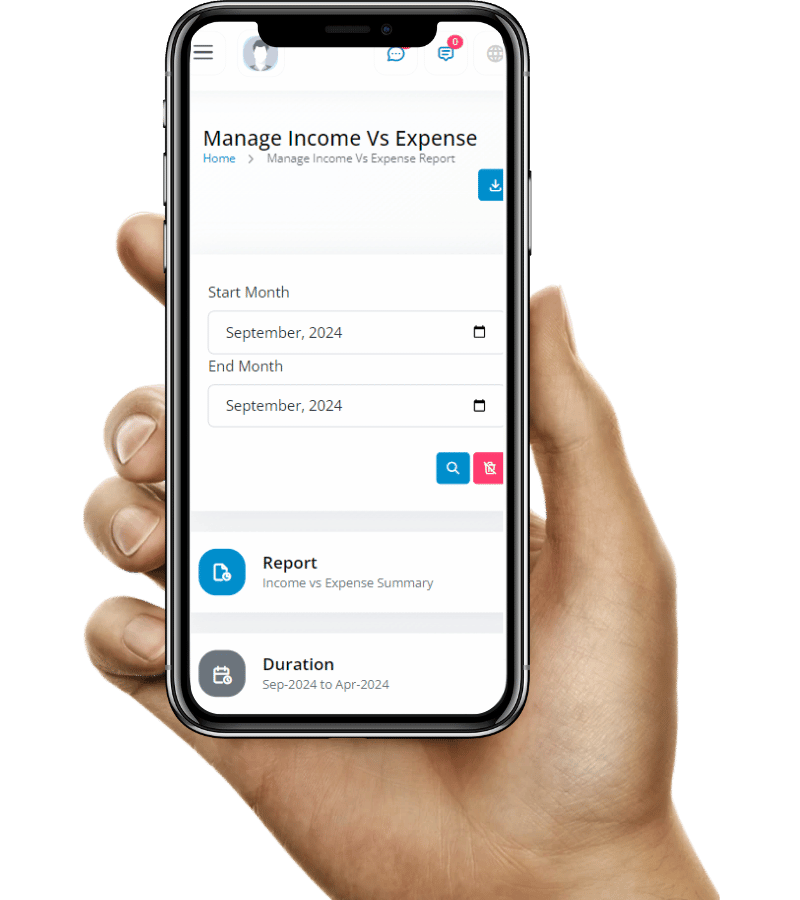 0
Manage Income Vs Expense
Home > Manage Income Vs Expense Report
Start Month
September, 2024
End Month
September, 2024
Report
Income vs Expense Summary
Duration
Sep-2024 to Apr-2024